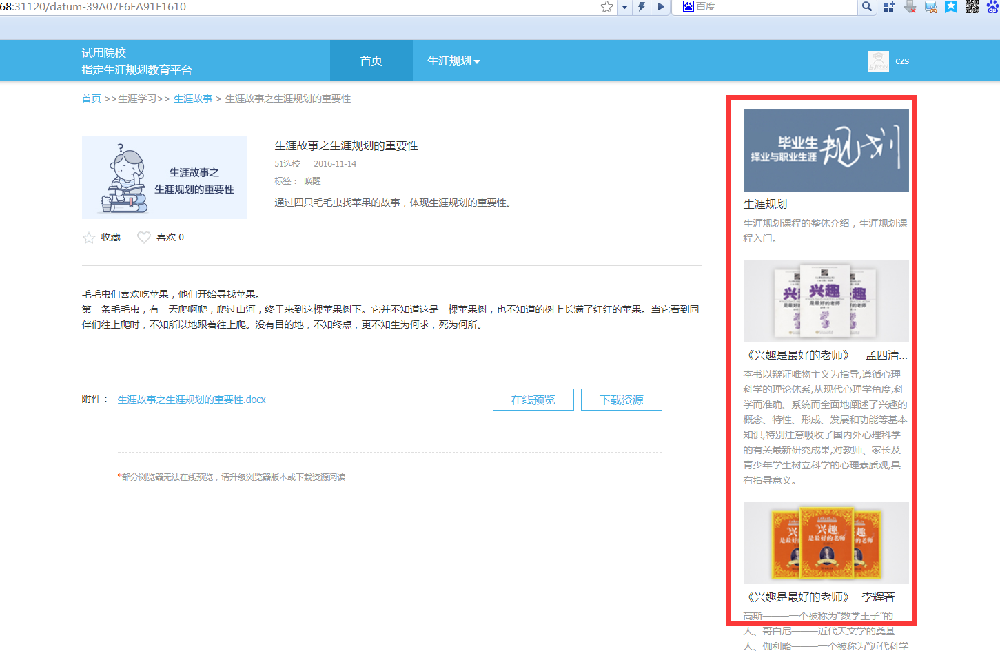 68:31120/datum-39A07E6EA91E1610
百度
试用院校
指定生涯规划教育平台
首页
生涯规划
czs
首页 >>生涯学习>> 生涯故事 > 生涯故事之生涯规划的重要性
生涯故事之
生涯规划的重要性
生涯故事之生涯规划的重要性
51选校 2016-11-14
标签： 唤醒
通过四只毛毛虫找苹果的故事，体现生涯规划的重要性。
收藏
喜欢 0
毛毛虫们喜欢吃苹果，他们开始寻找苹果。
第一条毛毛虫，有一天爬啊爬，爬过山河，终于来到这棵苹果树下。它并不知道这是一棵苹果树，也不知道的树上长满了红红的苹果。当它看到同
伴们往上爬时，不知所以地跟着往上爬。没有目的地，不知终点，更不知生为何求，死为何所。
附件： 生涯故事之生涯规划的重要性.docx
在线预览
下载资源
*部分浏览器无法在线预览，请升级浏览器版本或下载资源阅读
毕业生
择业与职业生涯
规划
生涯规划
生涯规划课程的整体介绍，生涯规划课
程入门。
兴趣
是最好的老师
《兴趣是最好的老师》---孟四清...
本书以辩证唯物主义为指导,遵循心理
科学的理论体系,从现代心理学角度,科
学而准确、系统而全面地阐述了兴趣的
概念、特性、形成、发展和功能等基本
知识,特别注意吸收了国内外心理科学
的有关最新研究成果,对教师、家长及
青少年学生树立科学的心理素质观,具
有指导意义。
兴趣
是最好的老师
《兴趣是最好的老师》--李辉著
高斯———一个被称为“数学王子”的
人、哥白尼———近代天文学的奠基
人、伽利略———一个被称为“近代科学